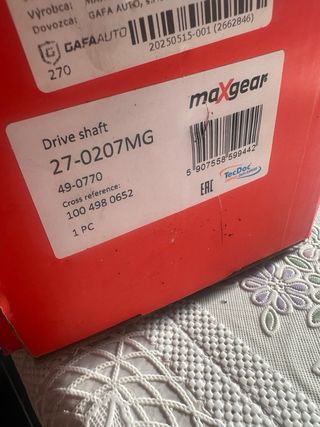 Výrobca:
Dovozca: GAFA AUTO,
GAFAAUTO
20250515-001 (2662846)
270
maxgear
Drive shaft
27-0207MG
49-0770
Cross reference:
100 498 0652
1 PC
5 907558 599442
EAC
TecDoc